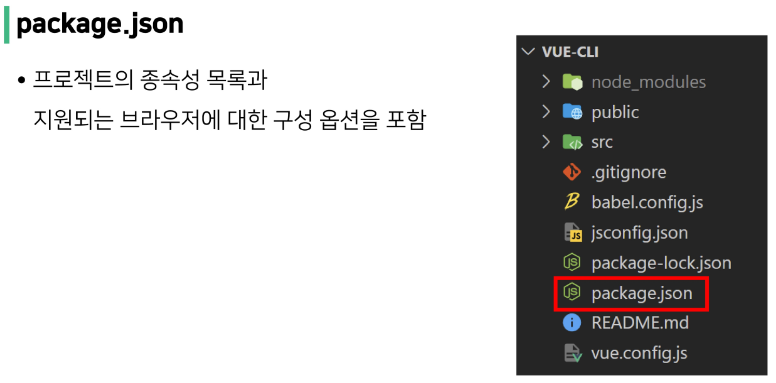 package.json
• 프로젝트의 종속성 목록과
지원되는 브라우저에 대한 구성 옵션을 포함
VUE-CLI
node_modules
public
src
.gitignore
babel.config.js
jsconfig.json
package-lock.json
package.json
README.md
vue.config.js